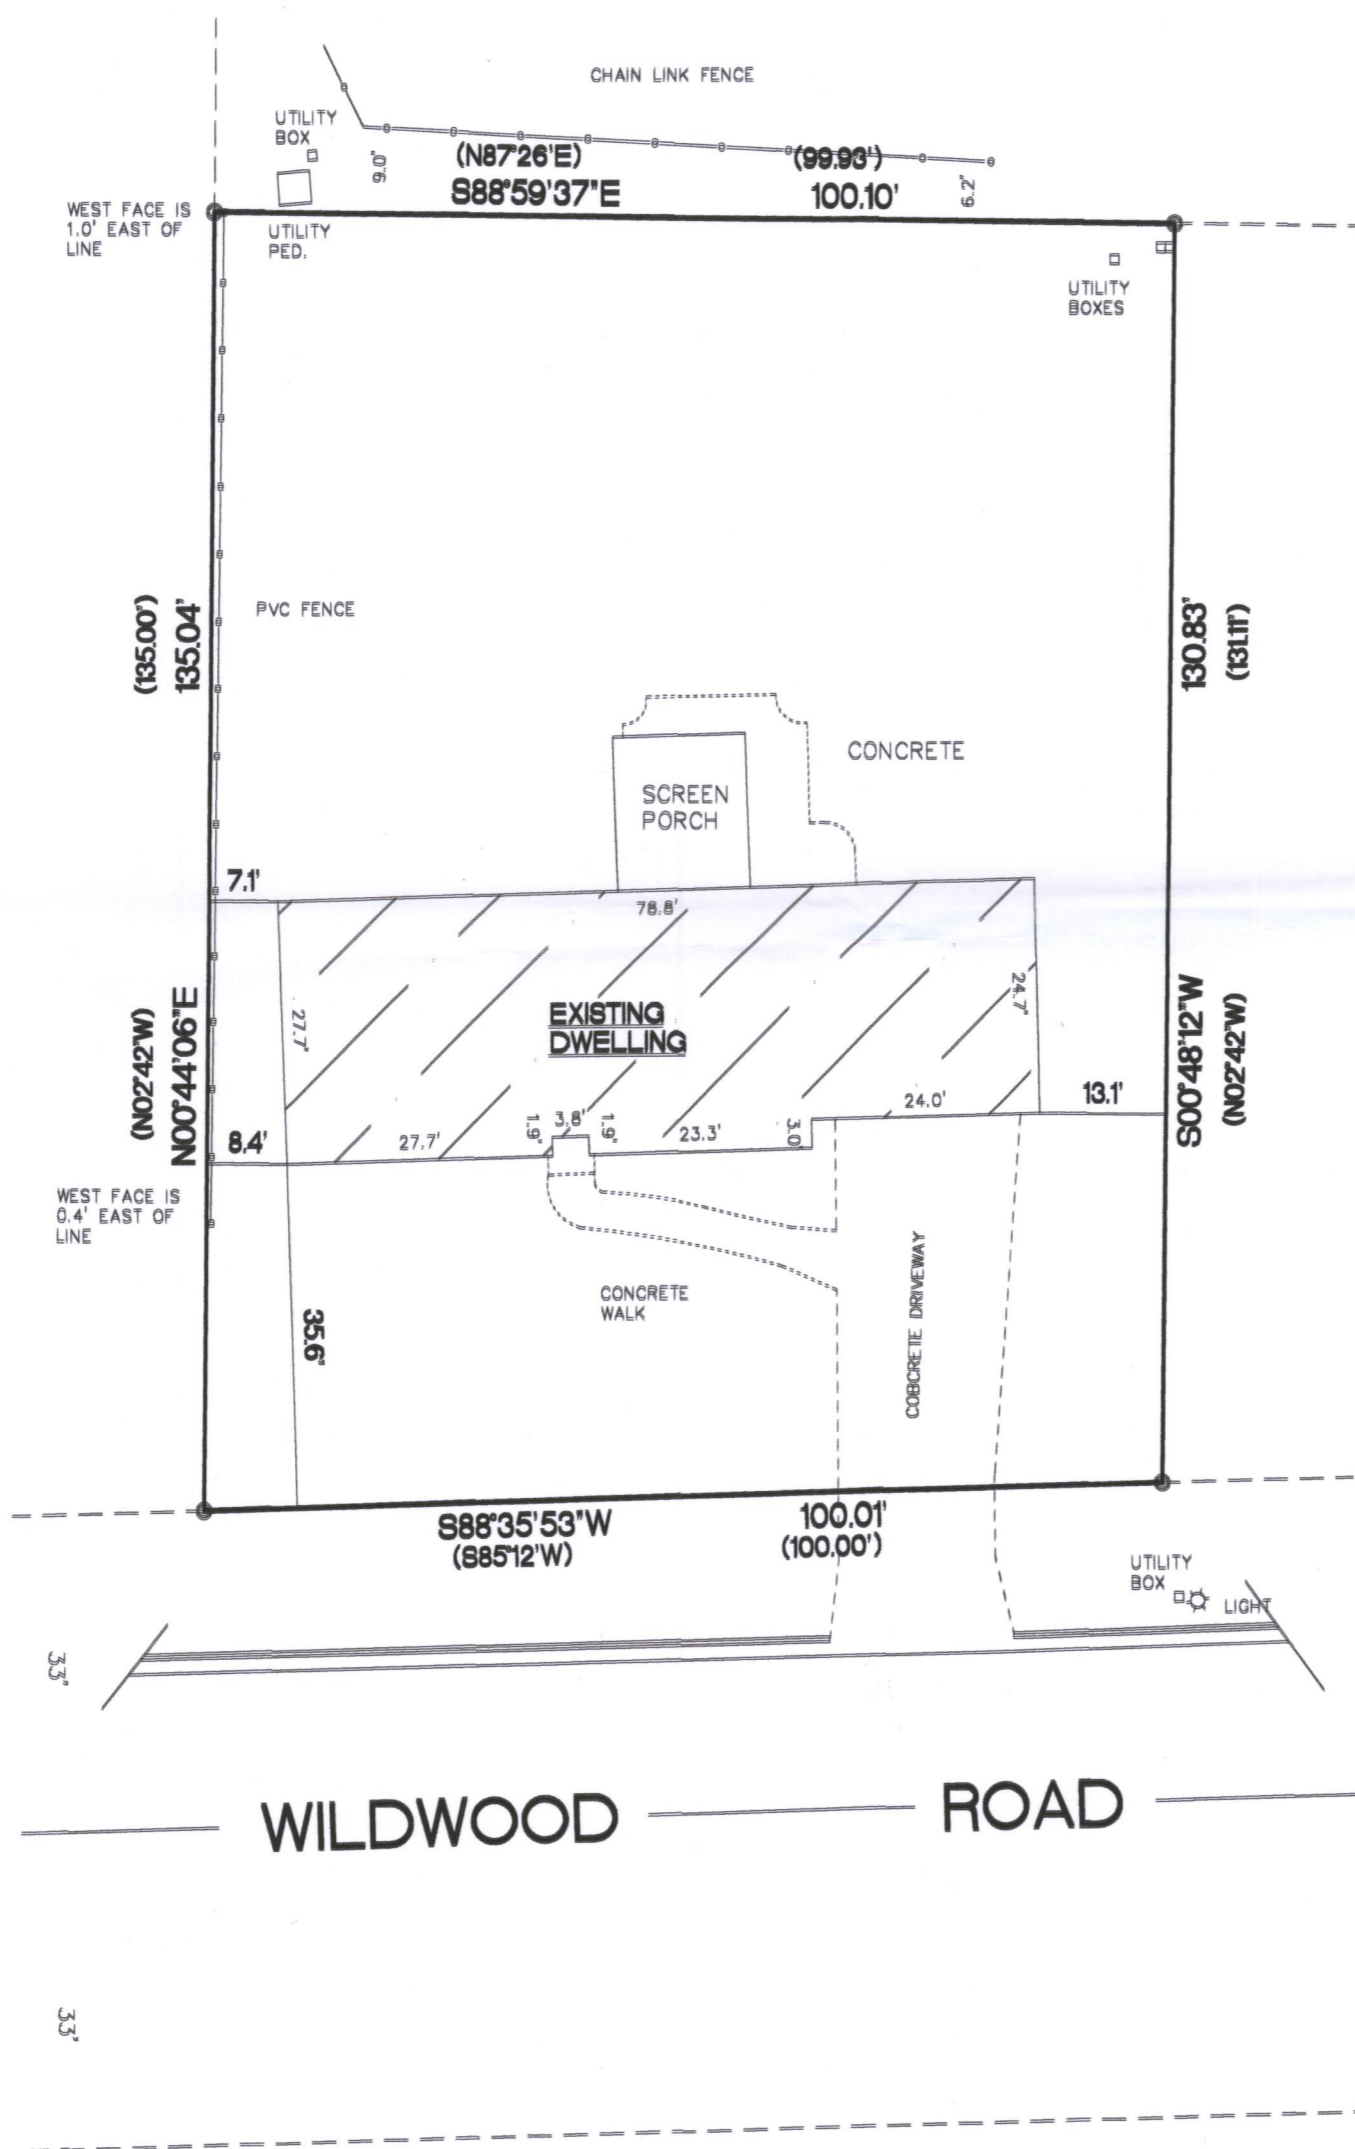 CHAIN LINK FENCE
UTILITY
BOX
9.0'
(N87°26'E)
(99.93')
S88°59'37"E
100.10'
6.2'
WEST FACE IS
1.0' EAST OF
LINE
UTILITY
PED.
UTILITY
BOXES
(135.00')
135.04'
PVC FENCE
130.83'
(131.11')
CONCRETE
SCREEN
PORCH
7.1'
78.8'
27.7'
24.7'
EXISTING
DWELLING
(N02°42'W)
N00°44'06"E
S00°48'12"W
(N02°42'W)
8.4'
27.7'
1.9'
3.8'
1.9'
23.3'
3.0'
24.0'
13.1'
WEST FACE IS
0.4' EAST OF
LINE
35.6'
CONCRETE
WALK
COBCRETE DRIVEWAY
S88°35'53"W
(S85°12'W)
100.01'
(100.00')
UTILITY
BOX
LIGHT
33'
WILDWOOD ROAD
33'